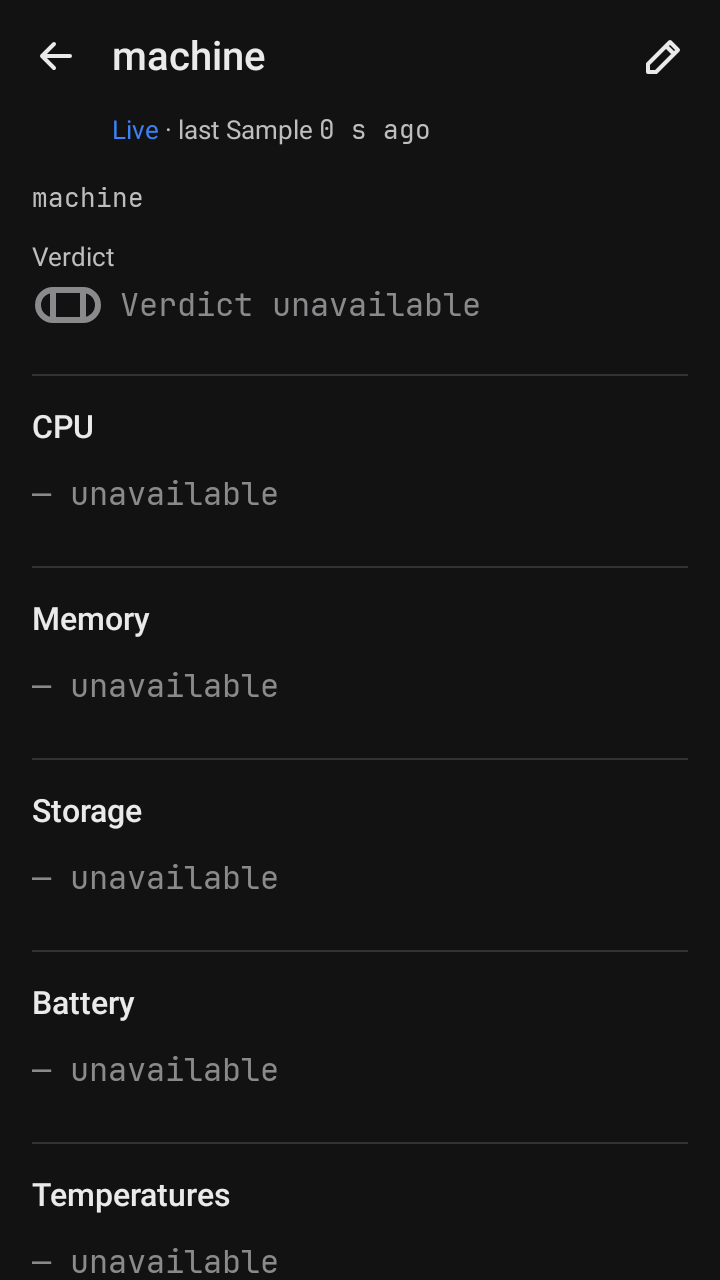 machine
Live · last Sample 0 s ago
machine
Verdict
Verdict unavailable
CPU
— unavailable
Memory
— unavailable
Storage
— unavailable
Battery
— unavailable
Temperatures
— unavailable